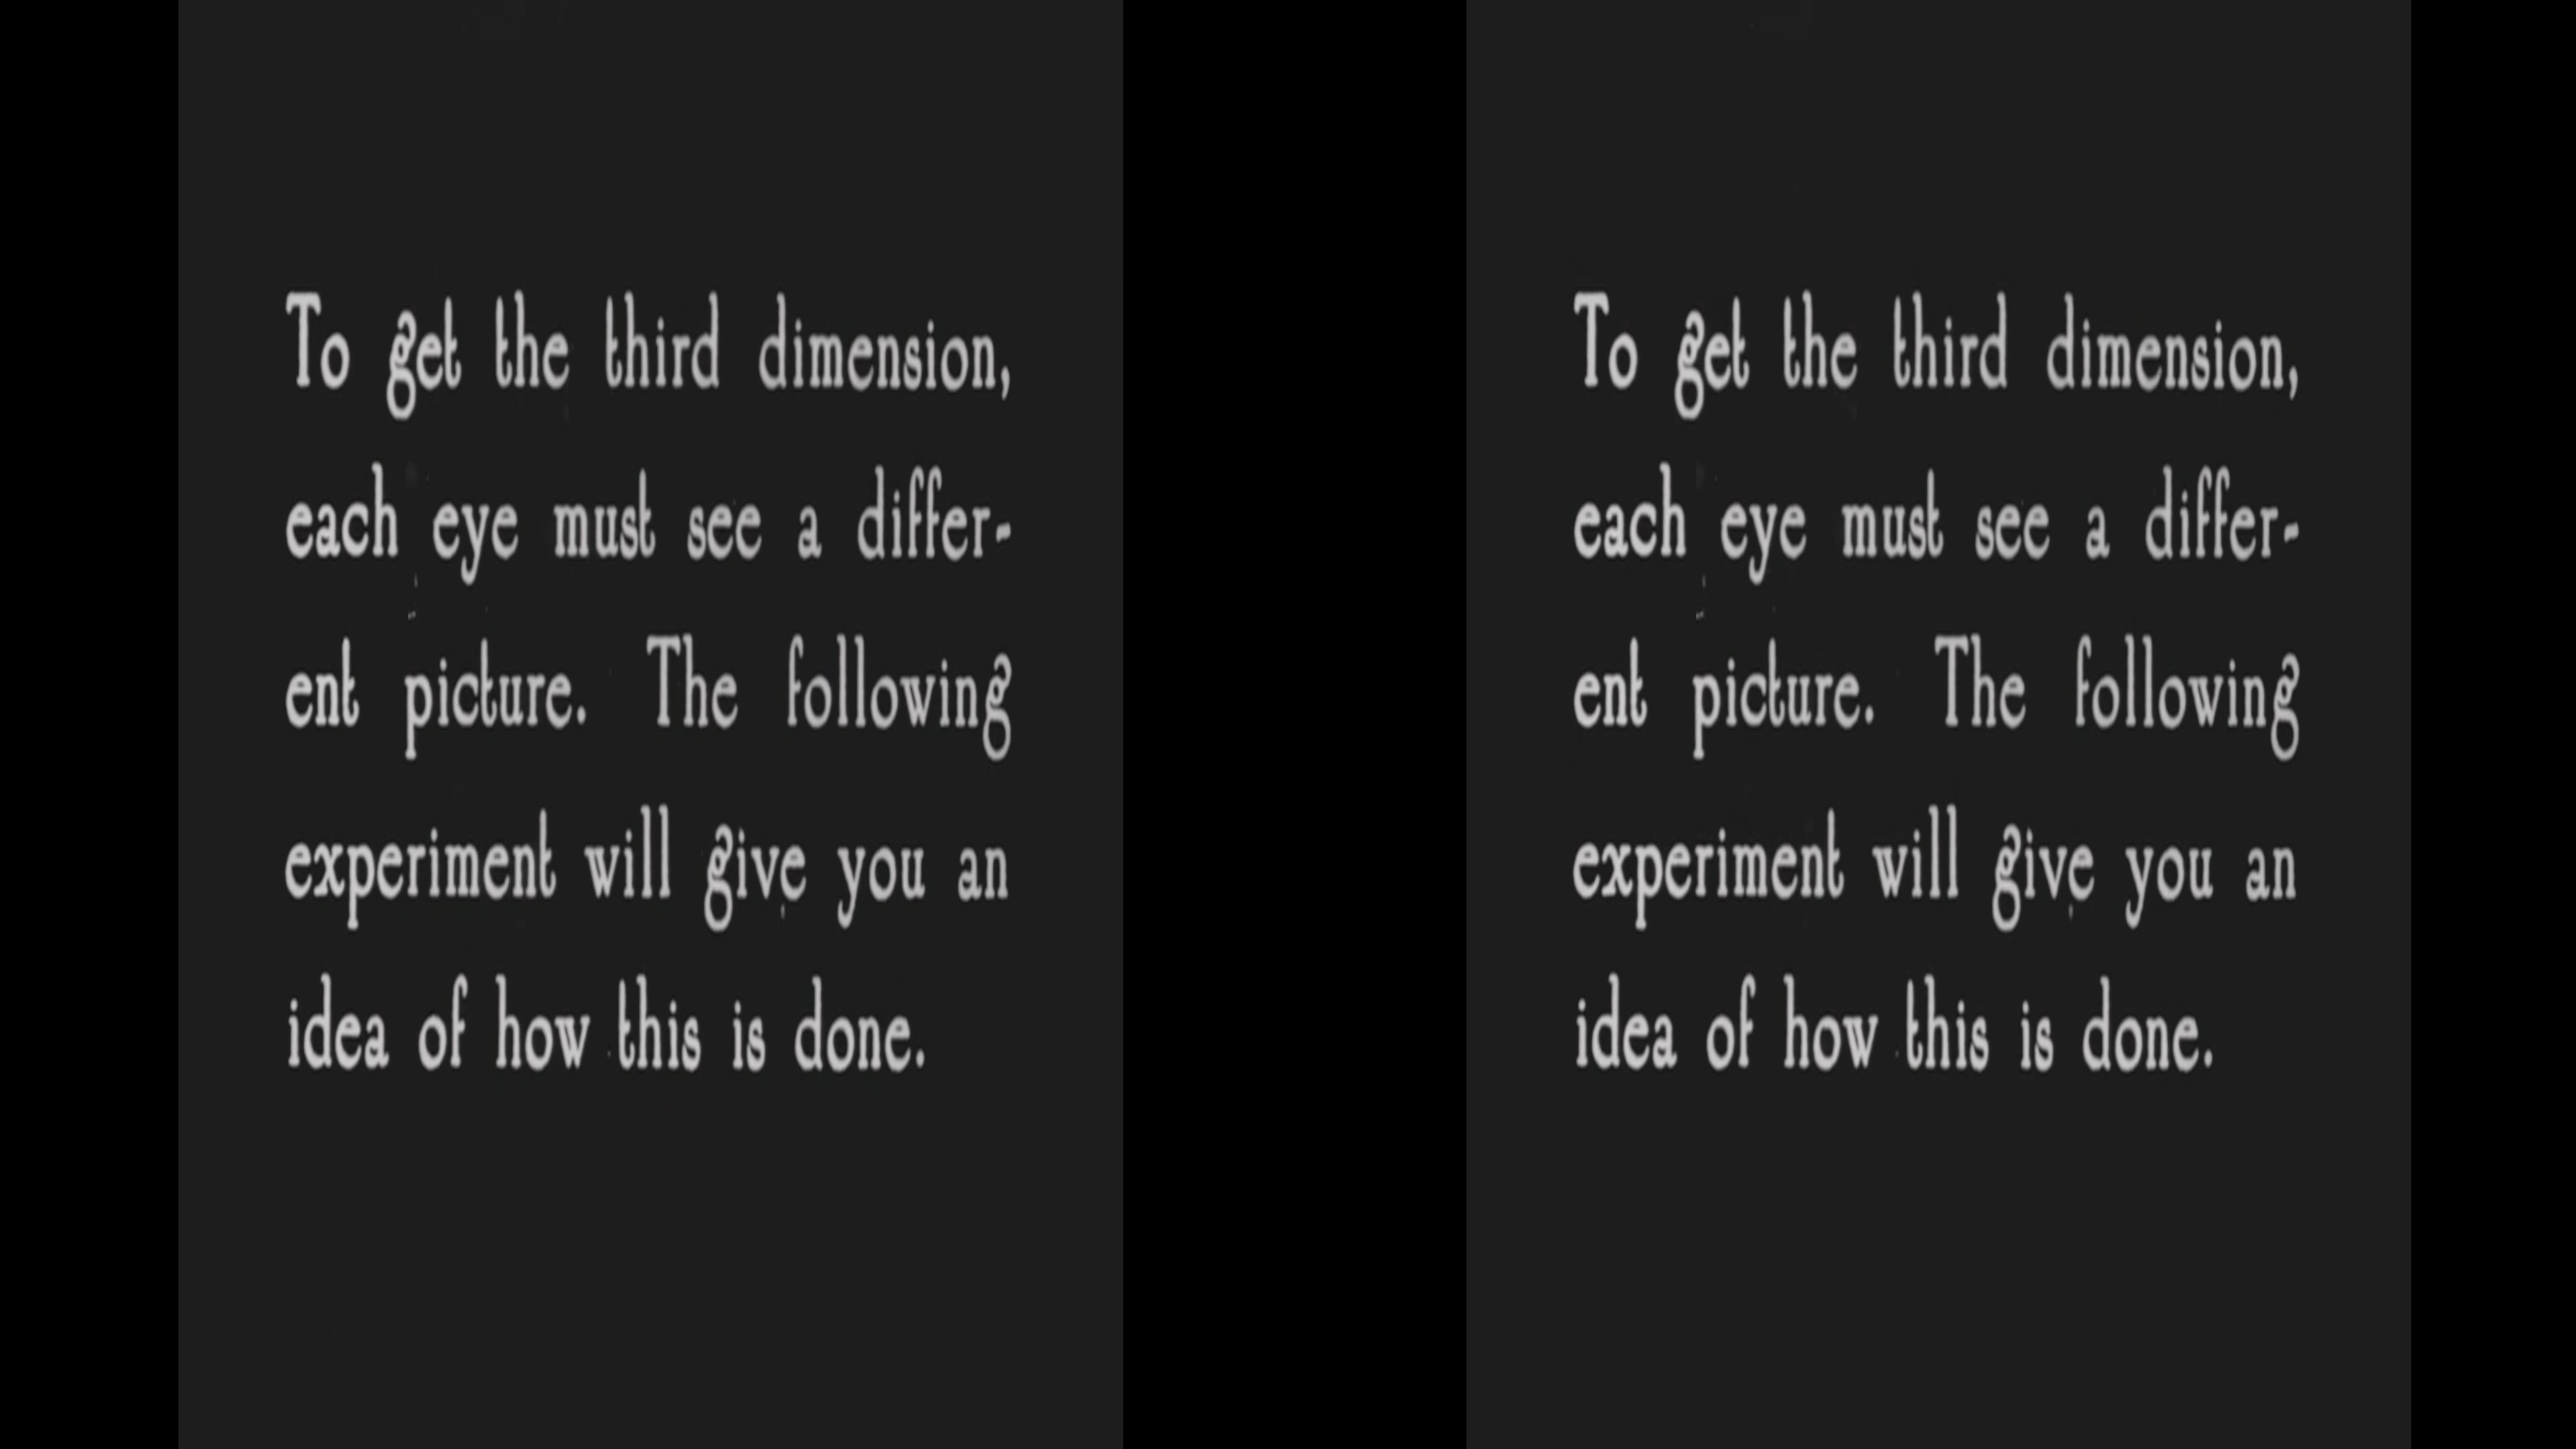 To get the third dimension,
each eye must see a differ-
ent picture. The following
experiment will give you an
idea of how this is done.
To get the third dimension,
each eye must see a differ-
ent picture. The following
experiment will give you an
idea of how this is done.